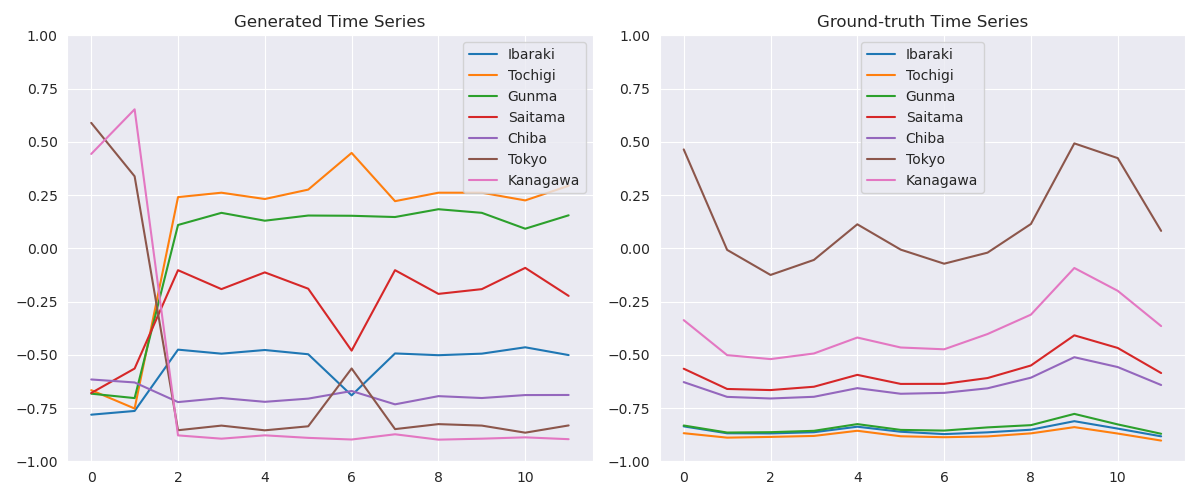 Generated Time Series
1.00
0.75
0.50
0.25
0.00
−0.25
−0.50
−0.75
−1.00
0 2 4 6 8 10
Ibaraki
Tochigi
Gunma
Saitama
Chiba
Tokyo
Kanagawa
Ground-truth Time Series
1.00
0.75
0.50
0.25
0.00
−0.25
−0.50
−0.75
−1.00
0 2 4 6 8 10
Ibaraki
Tochigi
Gunma
Saitama
Chiba
Tokyo
Kanagawa